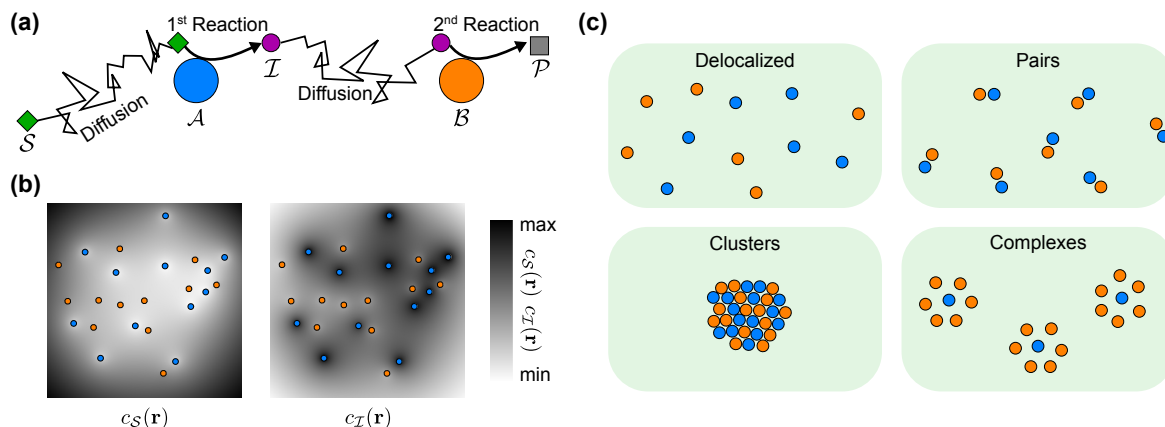 (a)
1st Reaction
2nd Reaction
𝒮
Diffusion
𝒜
ℐ
Diffusion
ℬ
𝒫
(b)
max
c𝒮(r) cℐ(r)
min
c𝒮(r)
cℐ(r)
(c)
Delocalized
Pairs
Clusters
Complexes